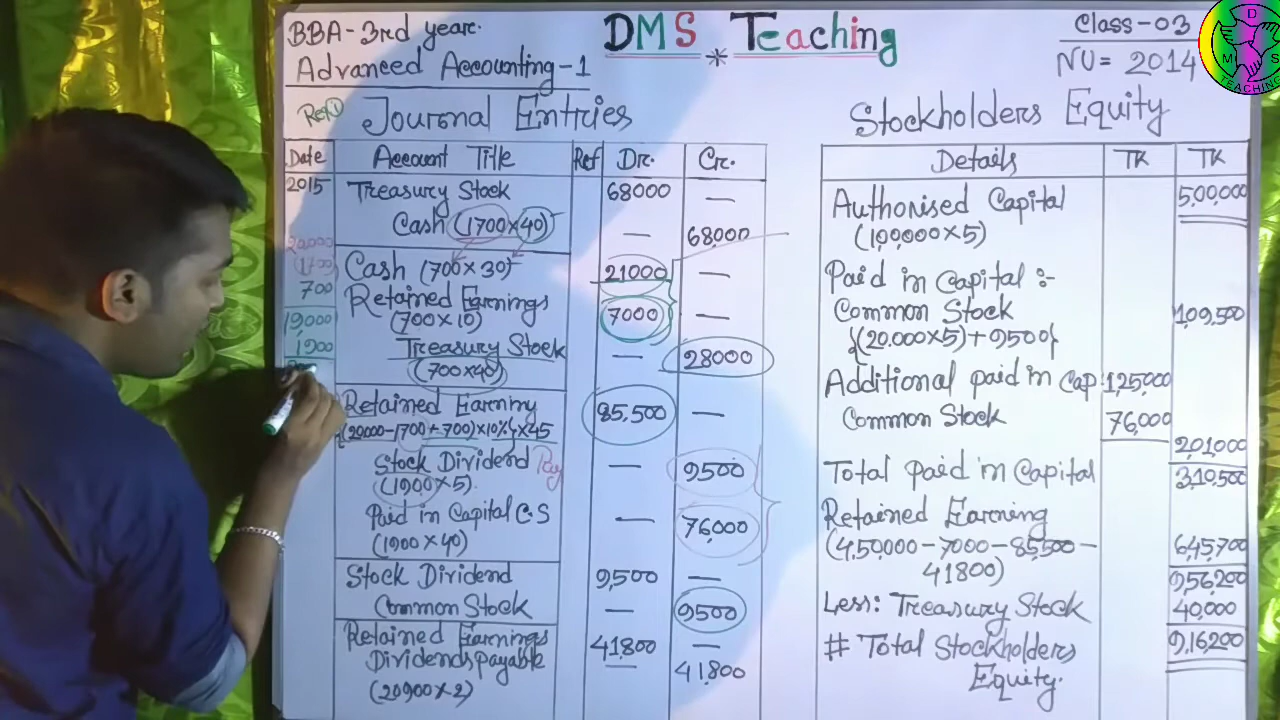 BBA-3rd year.
Advanced Accounting-1
DMS * Teaching
Class-03
NU= 2014
D
M S
TEACHING
Req(i)
Journal Entries
Date Account Title Ref Dr. Cr.
2015 Treasury Stock 68000 —
Cash (1700×40) — 68000
20,000
1700
Cash (700×30) 21000 —
700
Retained Earnings 7000 —
(700×10)
19000
1,900
Treasury Stock — 28000
(700×40)
Retained Earning 85,500 —
{(20000-1700+700)×10%}×45
Stock Dividend Pay — 9500
(1900×5)
Paid in Capital C.S — 76,000
(1900×40)
Stock Dividend 9,500 —
Common Stock — 9500
Retained Earnings 41800 —
Dividends payable — 41,800
(20900×2)
Stockholders Equity
Details TK TK
Authorised Capital 500,000
(1,00,000×5)
Paid in Capital :-
Common Stock 1,09,500
{(20.000×5)+9500}
Additional paid in Cap: 1,25,000
Common Stock 76,000
2,01,000
Total Paid in Capital 3,10,500
Retained Earning
(4,50,000-7000-85,500- 6,45,700
41800) 9,56,200
Less: Treasury Stock 40,000
# Total Stockholders 9,16,200
Equity.